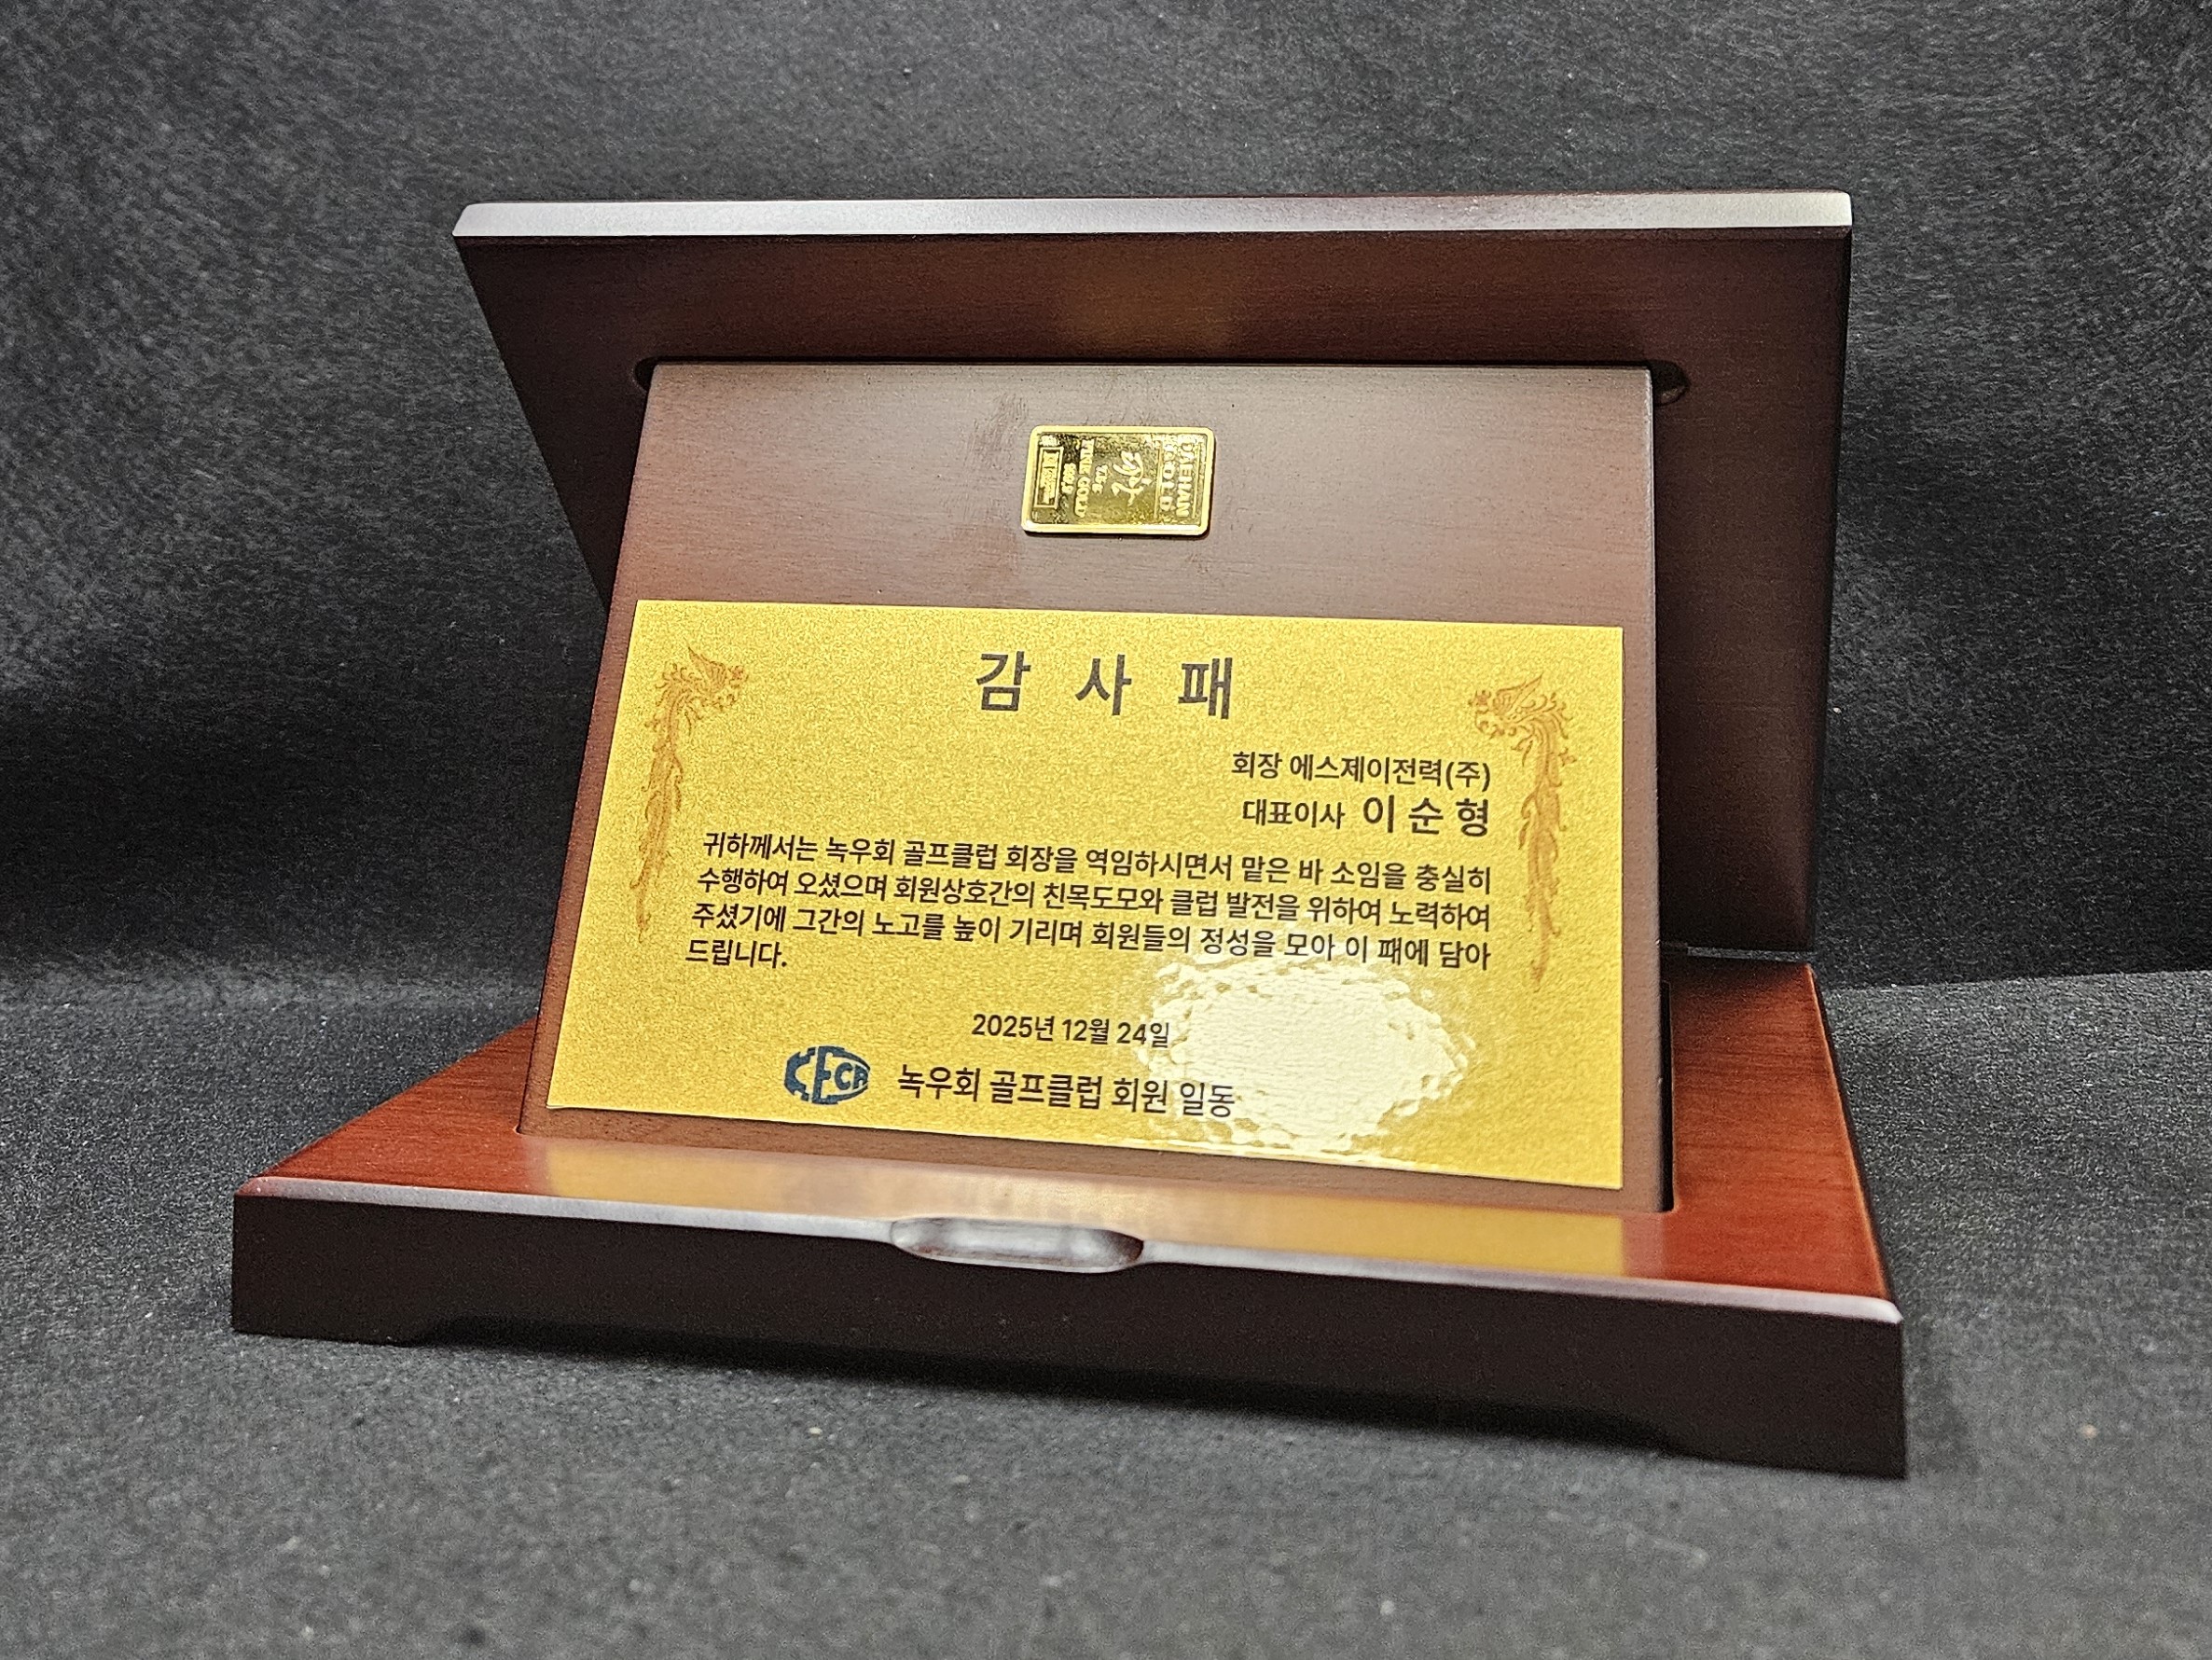 DAEHAN
GOLD
FINE GOLD
999.9
감 사 패
회장 에스제이전력(주)
대표이사 이 순 형
귀하께서는 녹우회 골프클럽 회장을 역임하시면서 맡은 바 소임을 충실히
수행하여 오셨으며 회원상호간의 친목도모와 클럽 발전을 위하여 노력하여
주셨기에 그간의 노고를 높이 기리며 회원들의 정성을 모아 이 패에 담아
드립니다.
2025년 12월 24일
녹우회 골프클럽 회원 일동